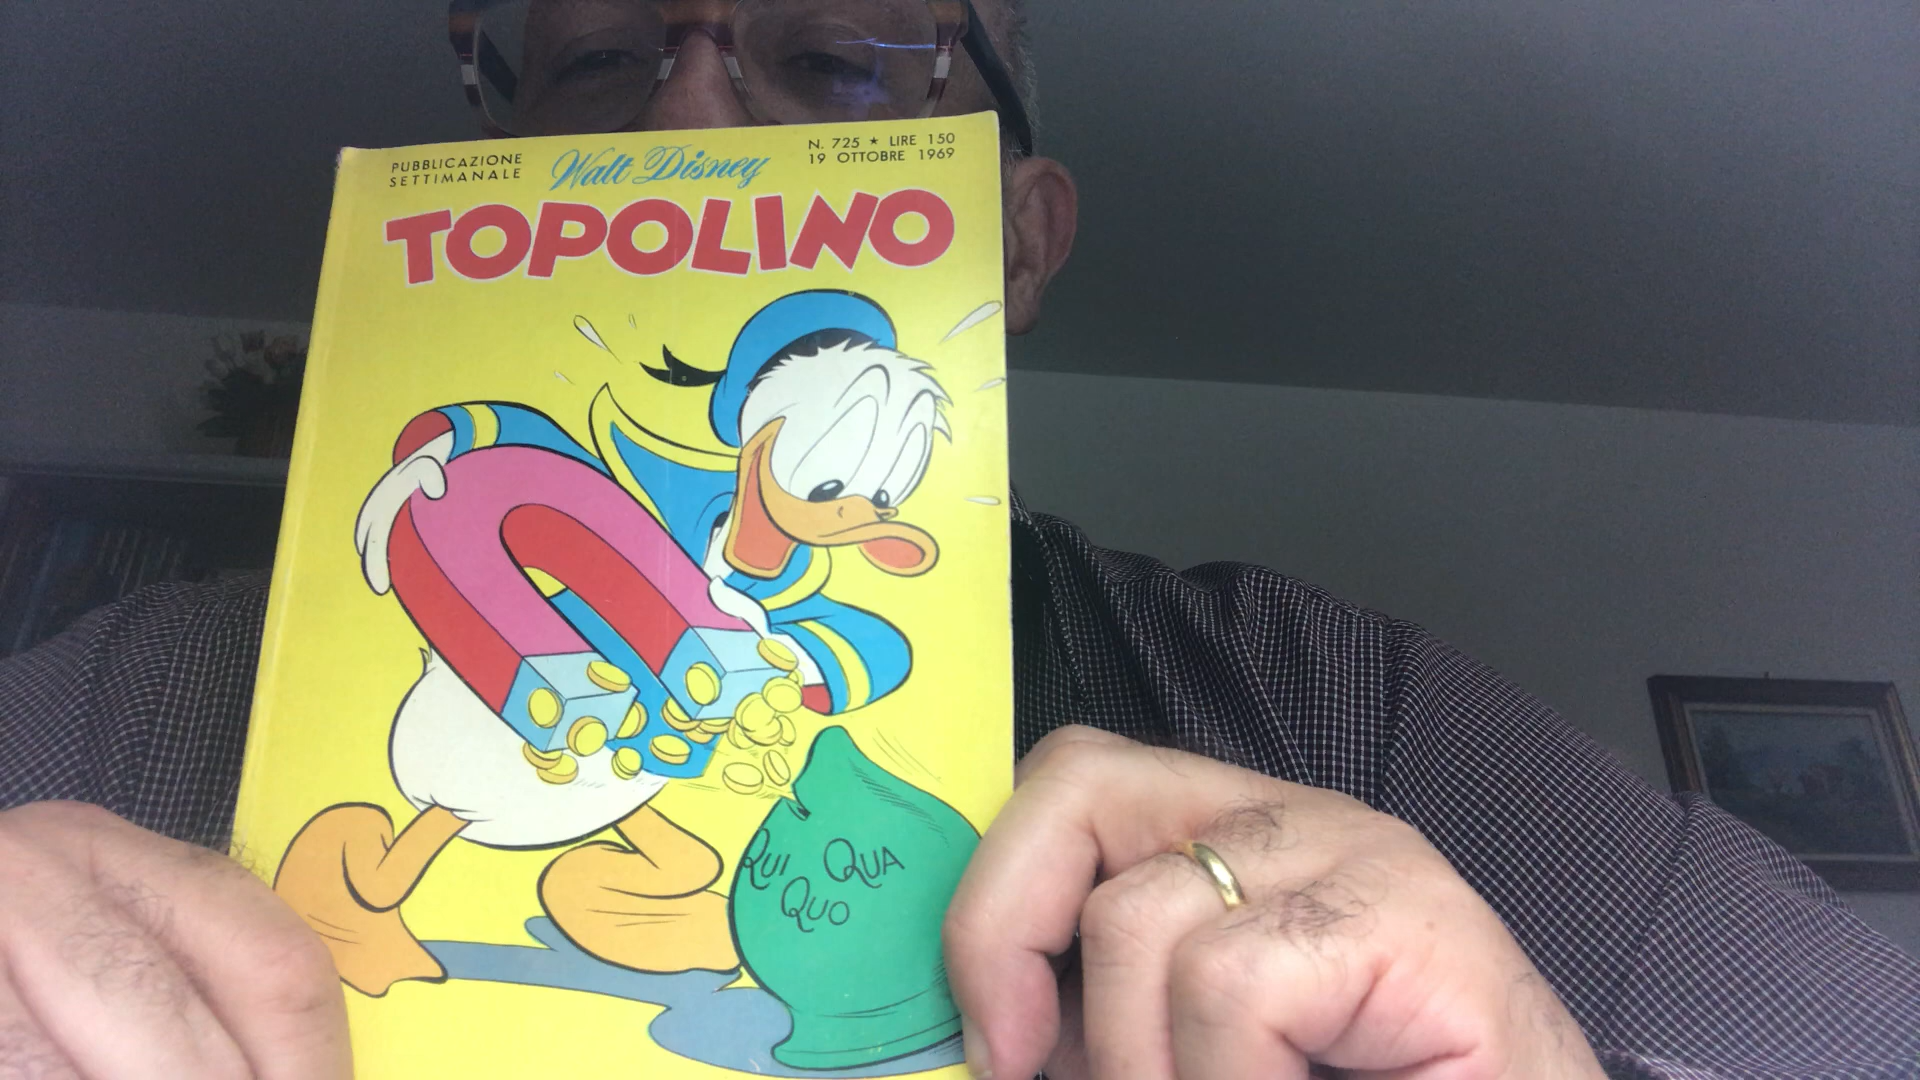 PUBBLICAZIONE
SETTIMANALE
Walt Disney
N. 725 ★ LIRE 150
19 OTTOBRE 1969
TOPOLINO
QUI QUA
QUO